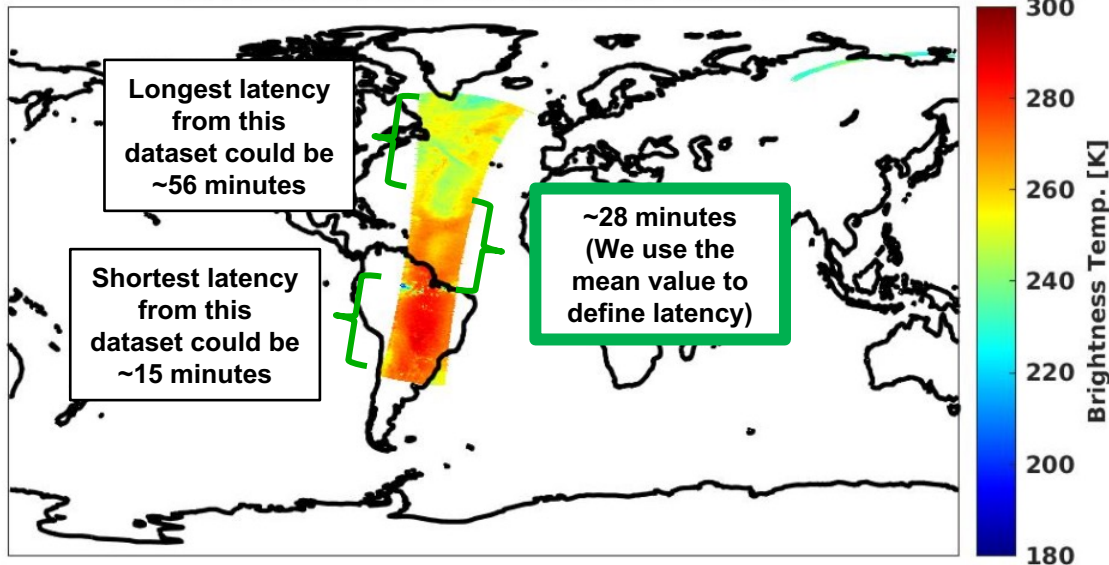 Longest latency
from this
dataset could be
~56 minutes
Shortest latency
from this
dataset could be
~15 minutes
~28 minutes
(We use the
mean value to
define latency)
300
280
260
240
220
200
180
Brightness Temp. [K]